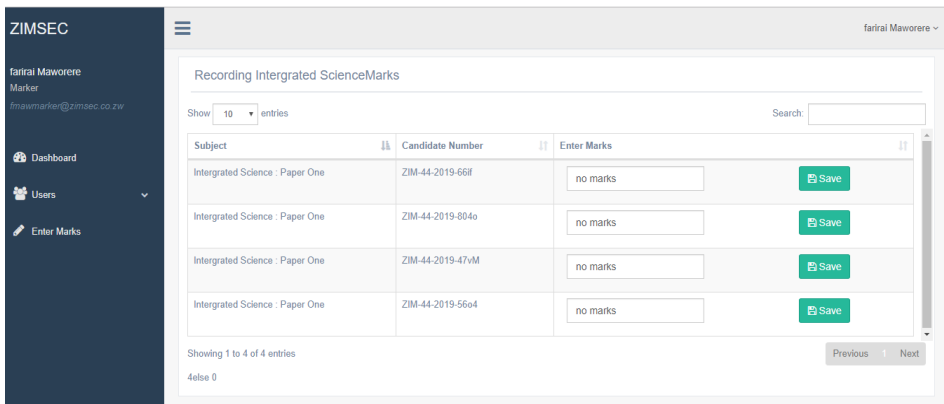 ZIMSEC
farirai Maworere
farirai Maworere
Marker
fmawmarker@zimsec.co.zw
Dashboard
Users
Enter Marks
Recording Intergrated ScienceMarks
Show 10 entries
Search:
Subject Candidate Number Enter Marks
Intergrated Science : Paper One ZIM-44-2019-66if no marks Save
Intergrated Science : Paper One ZIM-44-2019-804o no marks Save
Intergrated Science : Paper One ZIM-44-2019-47vM no marks Save
Intergrated Science : Paper One ZIM-44-2019-56o4 no marks Save
Showing 1 to 4 of 4 entries
Previous 1 Next
4else 0